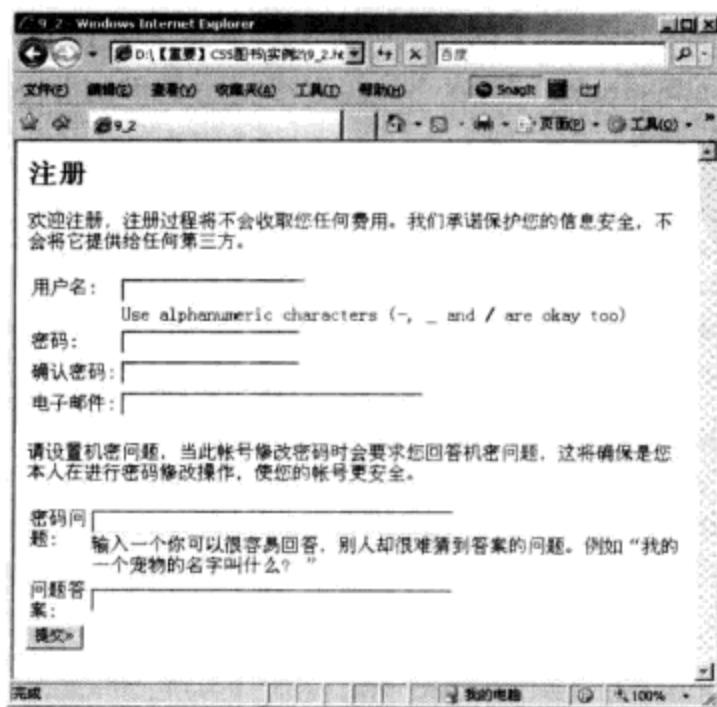 9_2 - Windows Internet Explorer
D:\【重要】CSS图书\实例2\9_2.ht
百度
文件(F) 编辑(E) 查看(V) 收藏夹(A) 工具(T) 帮助(H) SnagIt
9_2 页面(P) 工具(O)
注册
欢迎注册，注册过程将不会收取您任何费用。我们承诺保护您的信息安全，不
会将它提供给任何第三方。
用户名：
Use alphanumeric characters (-, _ and / are okay too)
密码：
确认密码：
电子邮件：
请设置机密问题，当此帐号修改密码时会要求您回答机密问题，这将确保是您
本人在进行密码修改操作，使您的帐号更安全。
密码问
题：
输入一个你可以很容易回答，别人却很难猜到答案的问题。例如“我的
一个宠物的名字叫什么？”
问题答
案：
提交»
完成 我的电脑 100%